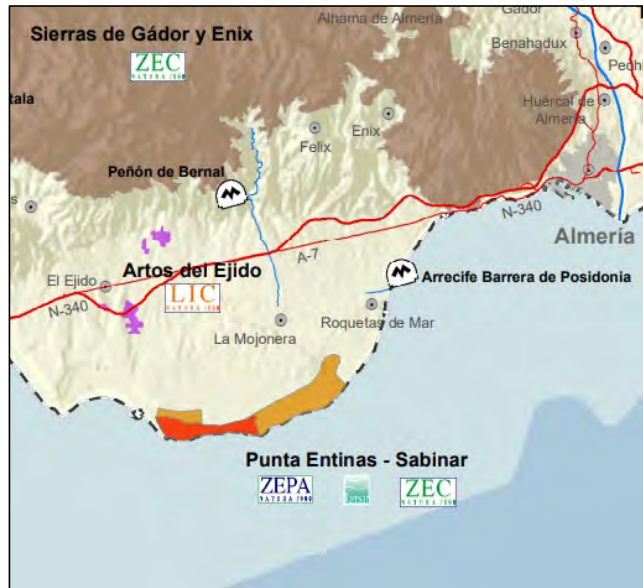 Gádor
Alhama de Almería
Sierras de Gádor y Enix
Benahadux
ZEC
NATURA 2000
Pechi
tala
Huércal de
Almería
Enix
Felix
Peñón de Bernal
s
N-340
Almería
A-7
Artos del Ejido
El Ejido
Arrecife Barrera de Posidonia
LIC
NATURA 2000
N-340
Roquetas de Mar
La Mojonera
Punta Entinas - Sabinar
ZEPA
NATURA 2000
ZEC
NATURA 2000